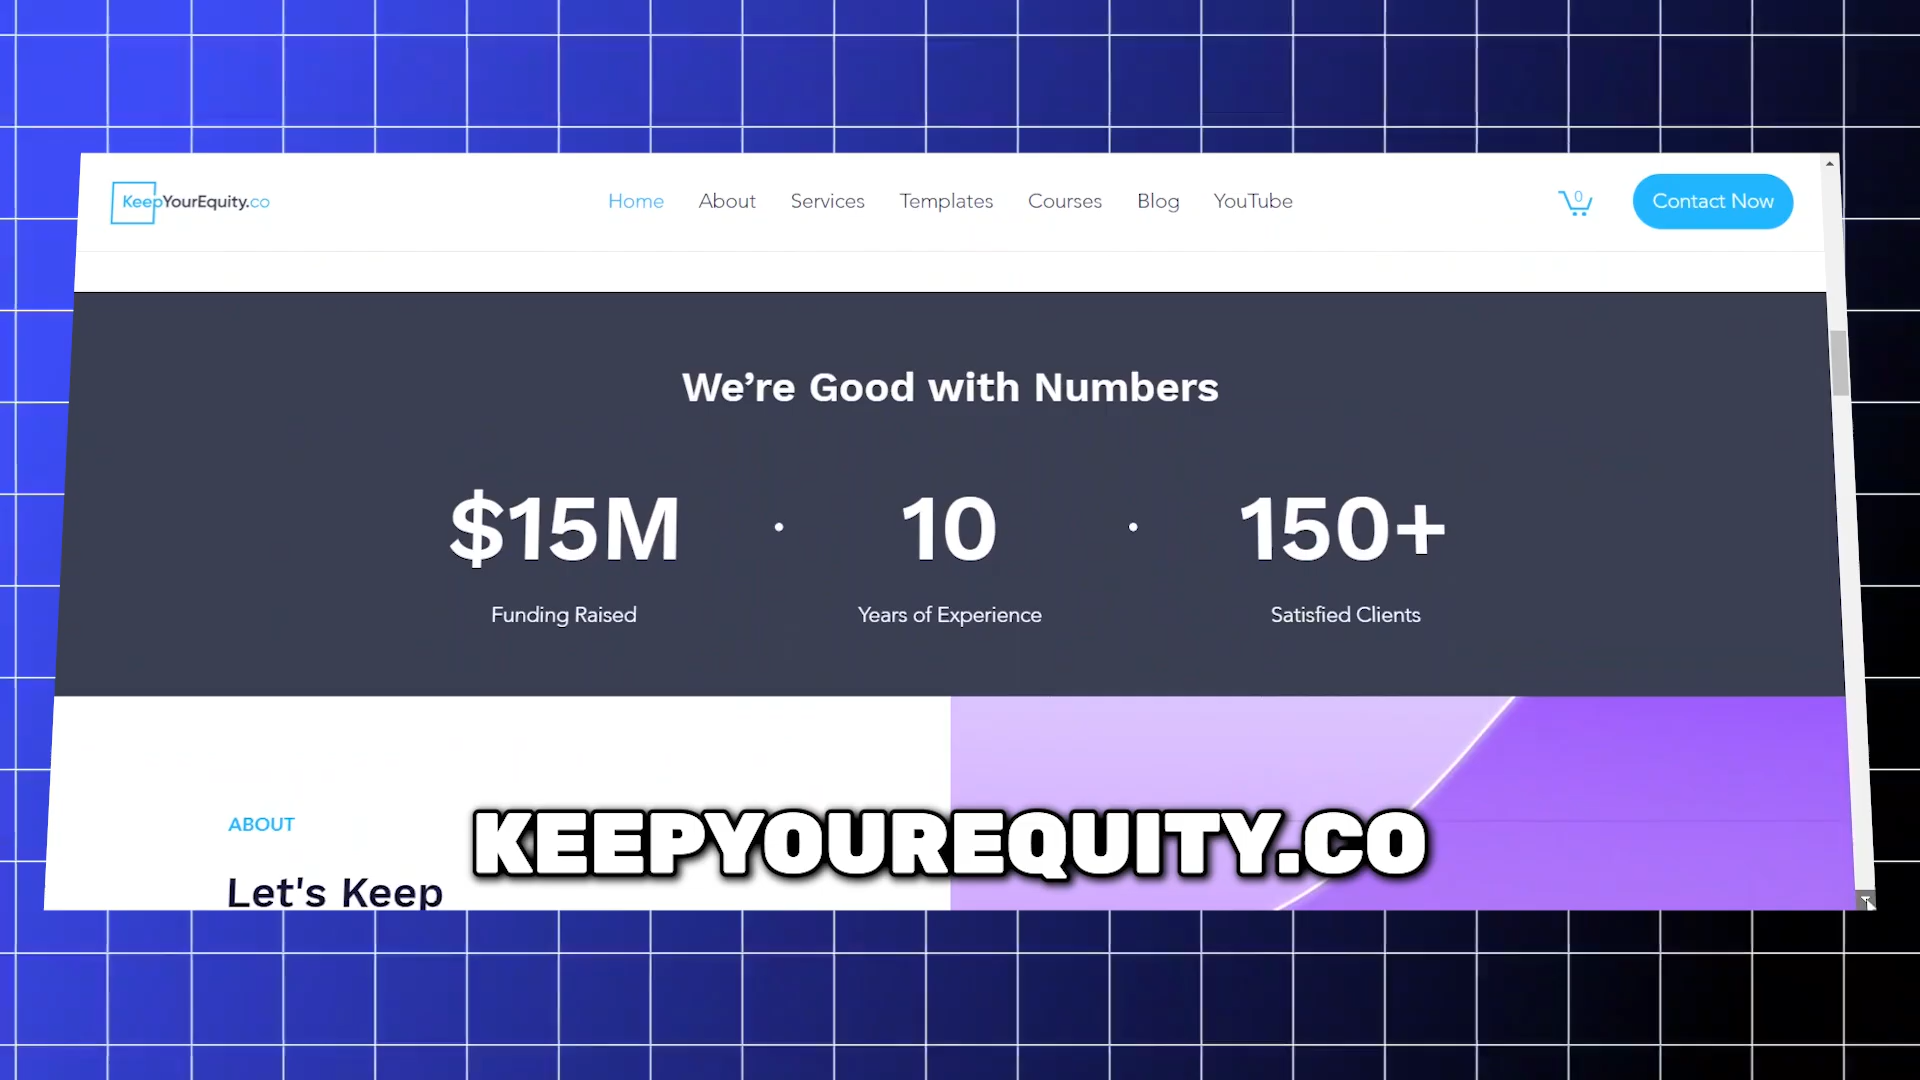 KeepYourEquity.co
Home About Services Templates Courses Blog YouTube
0
Contact Now
We’re Good with Numbers
$15M • 10 • 150+
Funding Raised Years of Experience Satisfied Clients
ABOUT
Let's Keep
KEEPYOUREQUITY.CO